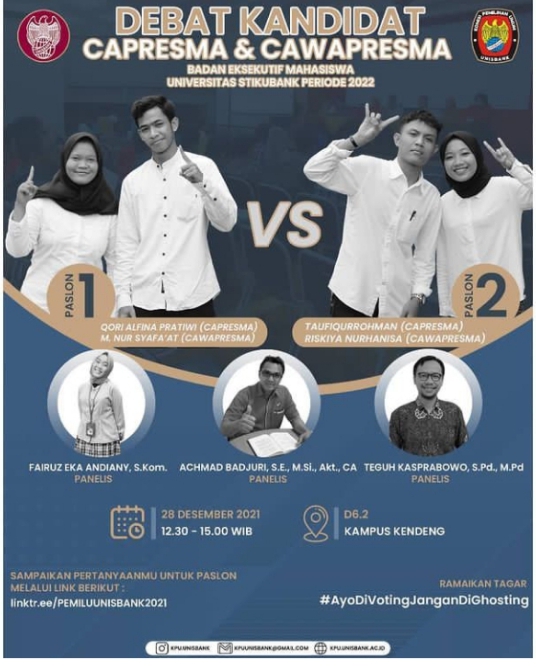 DEBAT KANDIDAT
CAPRESMA & CAWAPRESMA
BADAN EKSEKUTIF MAHASISWA
UNIVERSITAS STIKUBANK PERIODE 2022
UNISBANK
VS
PASLON 1
QORI ALFINA PRATIWI (CAPRESMA)
M. NUR SYAFA'AT (CAWAPRESMA)
PASLON 2
TAUFIQURROHMAN (CAPRESMA)
RISKIYA NURHANISA (CAWAPRESMA)
FAIRUZ EKA ANDIANY, S.Kom.
PANELIS
ACHMAD BADJURI, S.E., M.Si., Akt., CA
PANELIS
TEGUH KASPRABOWO, S.Pd., M.Pd
PANELIS
28 DESEMBER 2021
12.30 - 15.00 WIB
D6.2
KAMPUS KENDENG
SAMPAIKAN PERTANYAANMU UNTUK PASLON
MELALUI LINK BERIKUT :
linktr.ee/PEMILUUNISBANK2021
RAMAIKAN TAGAR
#AyoDiVotingJanganDiGhosting
KPU.UNISBANK
KPUUNISBANK@GMAIL.COM
KPU.UNISBANK.AC.ID